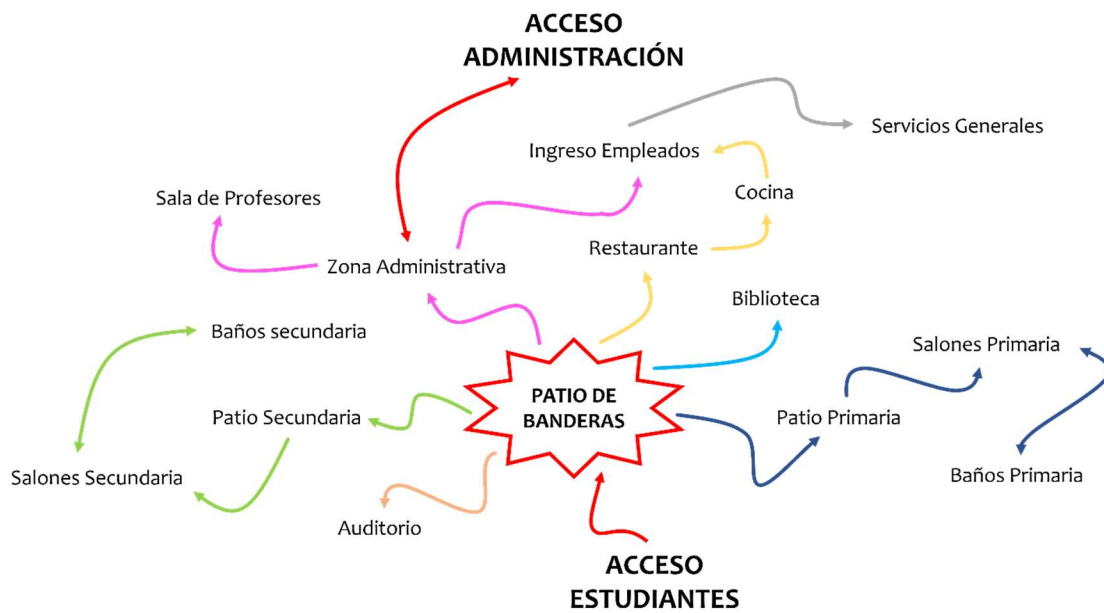 ACCESO
ADMINISTRACIÓN
Servicios Generales
Ingreso Empleados
Cocina
Sala de Profesores
Restaurante
Zona Administrativa
Biblioteca
Baños secundaria
Salones Primaria
PATIO DE
BANDERAS
Patio Secundaria
Patio Primaria
Salones Secundaria
Baños Primaria
Auditorio
ACCESO
ESTUDIANTES